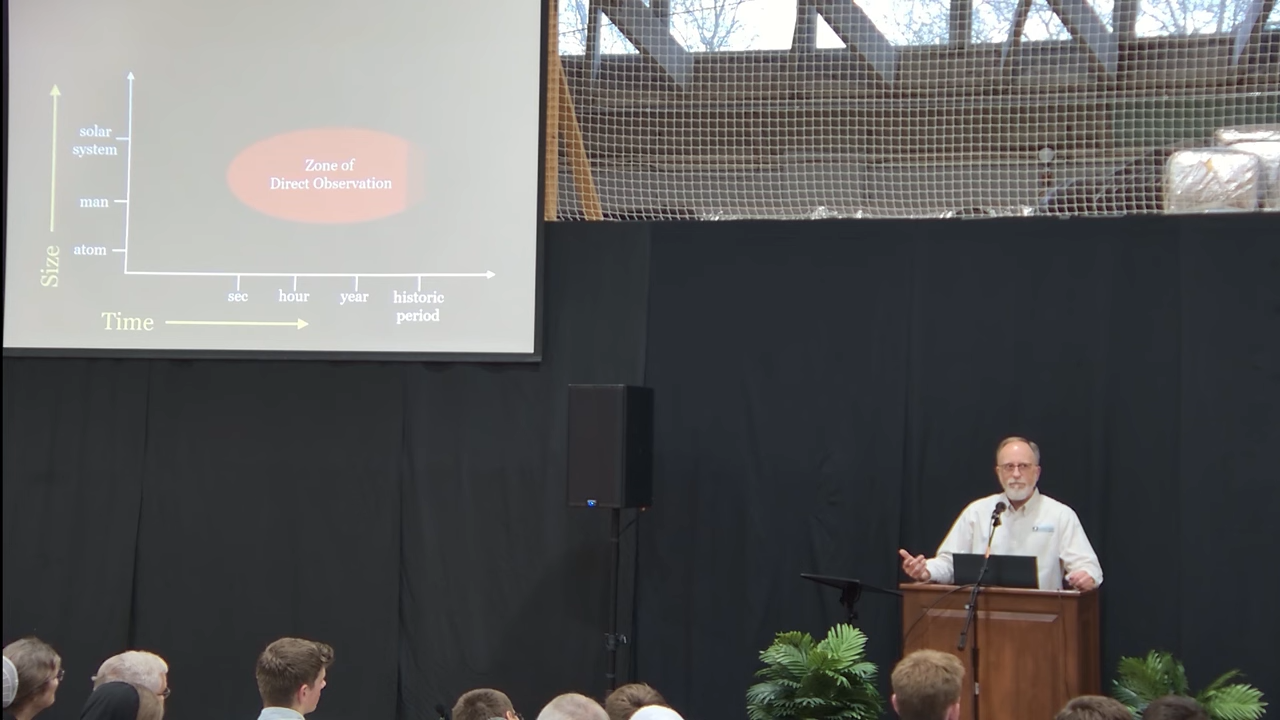 solar
system
man
atom
Size
Zone of
Direct Observation
sec
hour
year
historic
period
Time